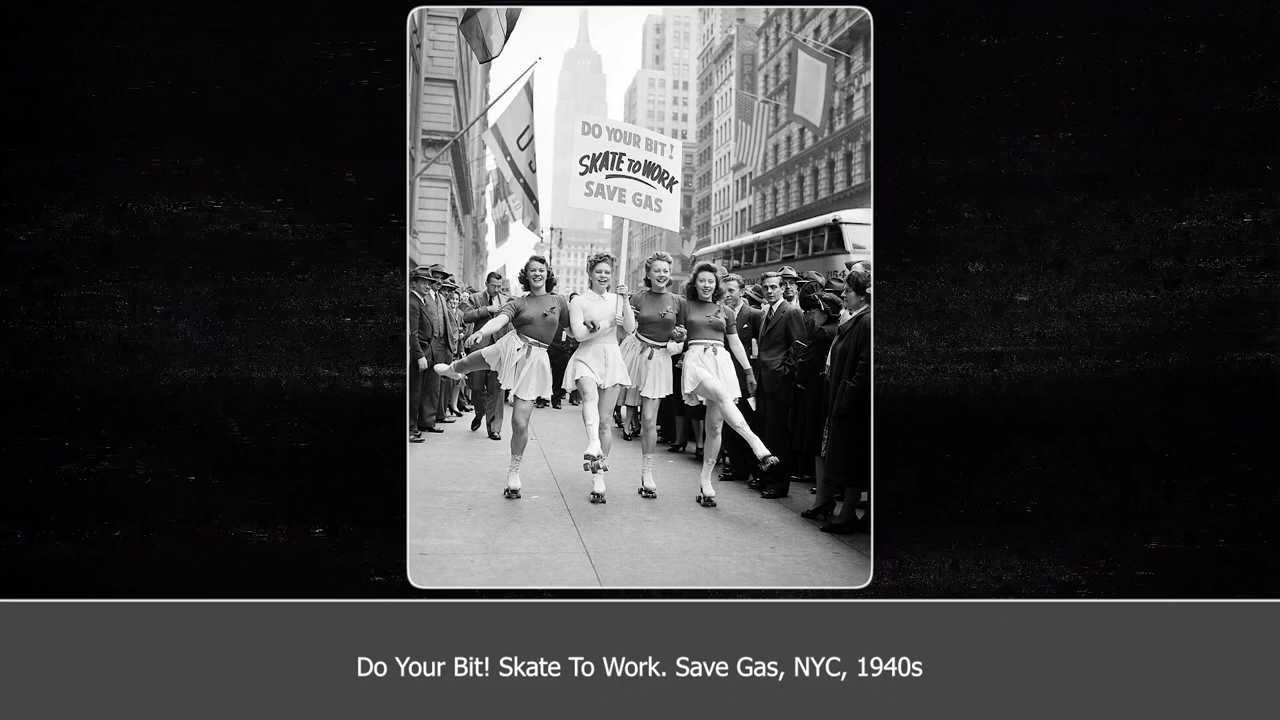 DO YOUR BIT!
SKATE TO WORK
SAVE GAS
U S
Do Your Bit! Skate To Work. Save Gas, NYC, 1940s